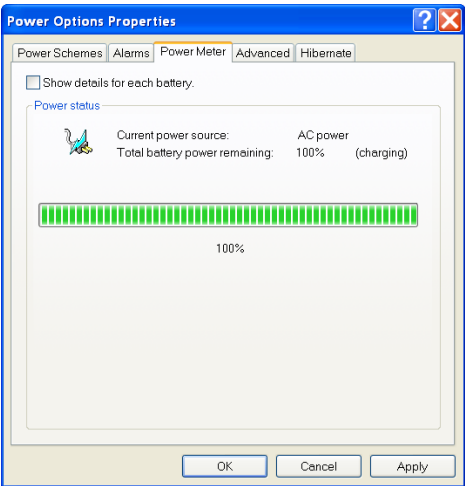 Power Options Properties
Power Schemes Alarms Power Meter Advanced Hibernate
Show details for each battery.
Power status
Current power source: AC power
Total battery power remaining: 100% (charging)
100%
OK Cancel Apply